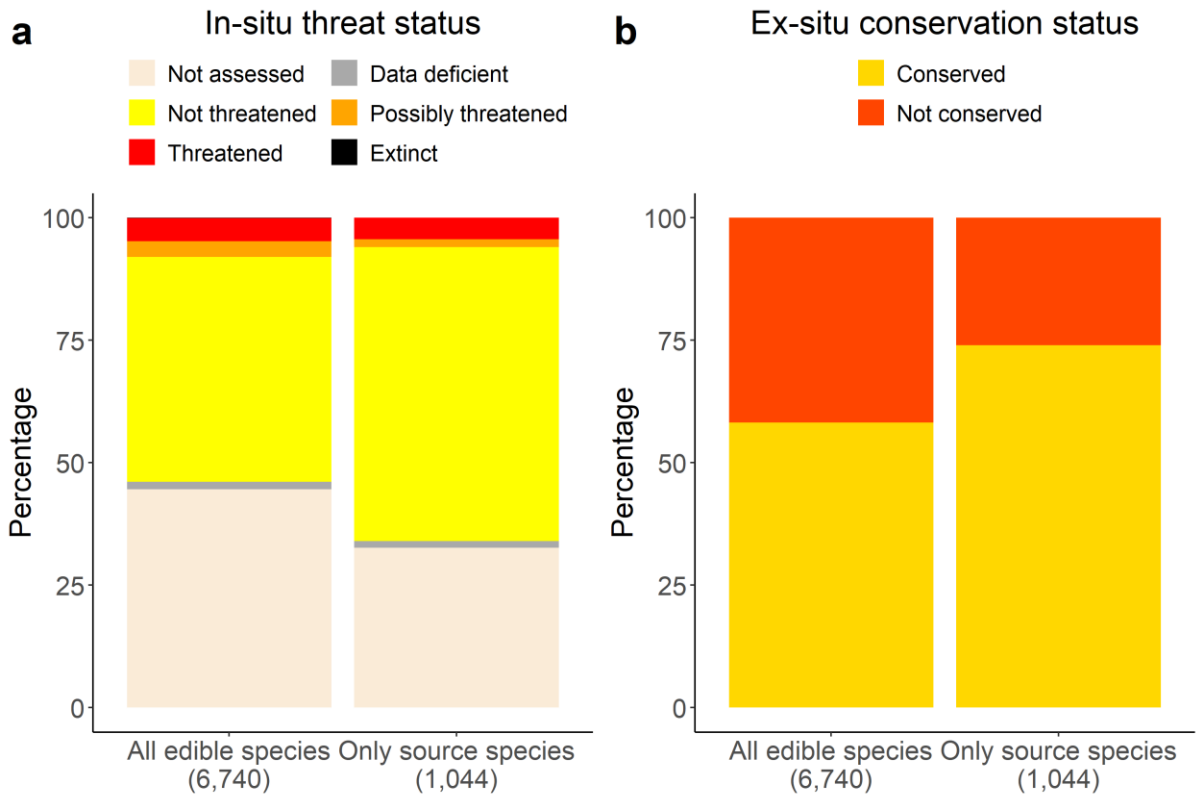 a
In-situ threat status
Not assessed
Data deficient
Not threatened
Possibly threatened
Threatened
Extinct
Percentage
100
75
50
25
0
All edible species
(6,740)
Only source species
(1,044)
b
Ex-situ conservation status
Conserved
Not conserved
Percentage
100
75
50
25
0
All edible species
(6,740)
Only source species
(1,044)